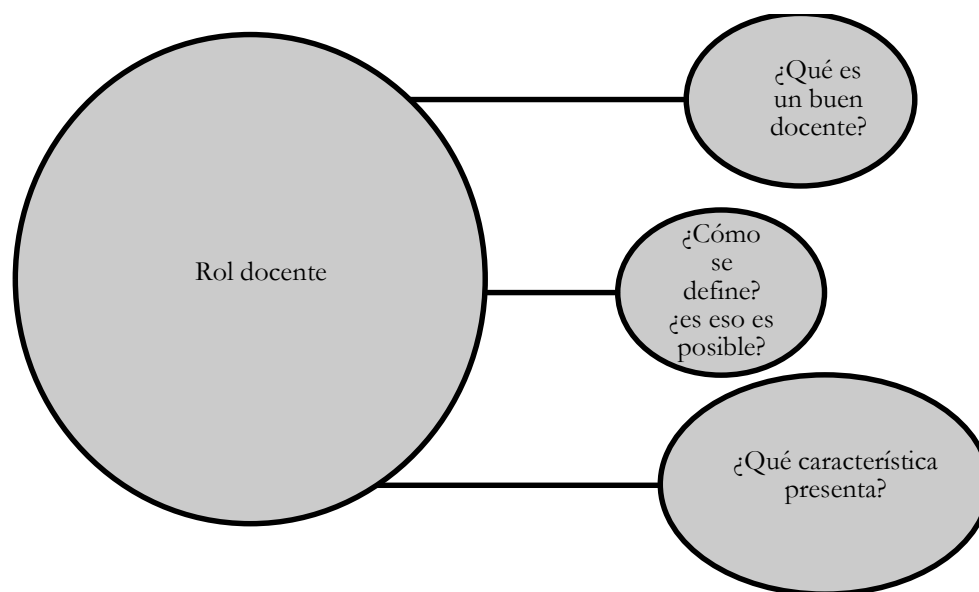 Rol docente
¿Qué es
un buen
docente?
¿Cómo
se
define?
¿es eso es
posible?
¿Qué característica
presenta?